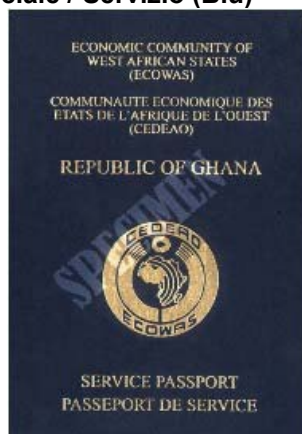 / Servizio (Blu)
ECONOMIC COMMUNITY OF
WEST AFRICAN STATES
(ECOWAS)
COMMUNAUTE ECONOMIQUE DES
ETATS DE L'AFRIQUE DE L'OUEST
(CEDEAO)
REPUBLIC OF GHANA
SPECIMEN
CEDEAO
ECOWAS
SERVICE PASSPORT
PASSEPORT DE SERVICE